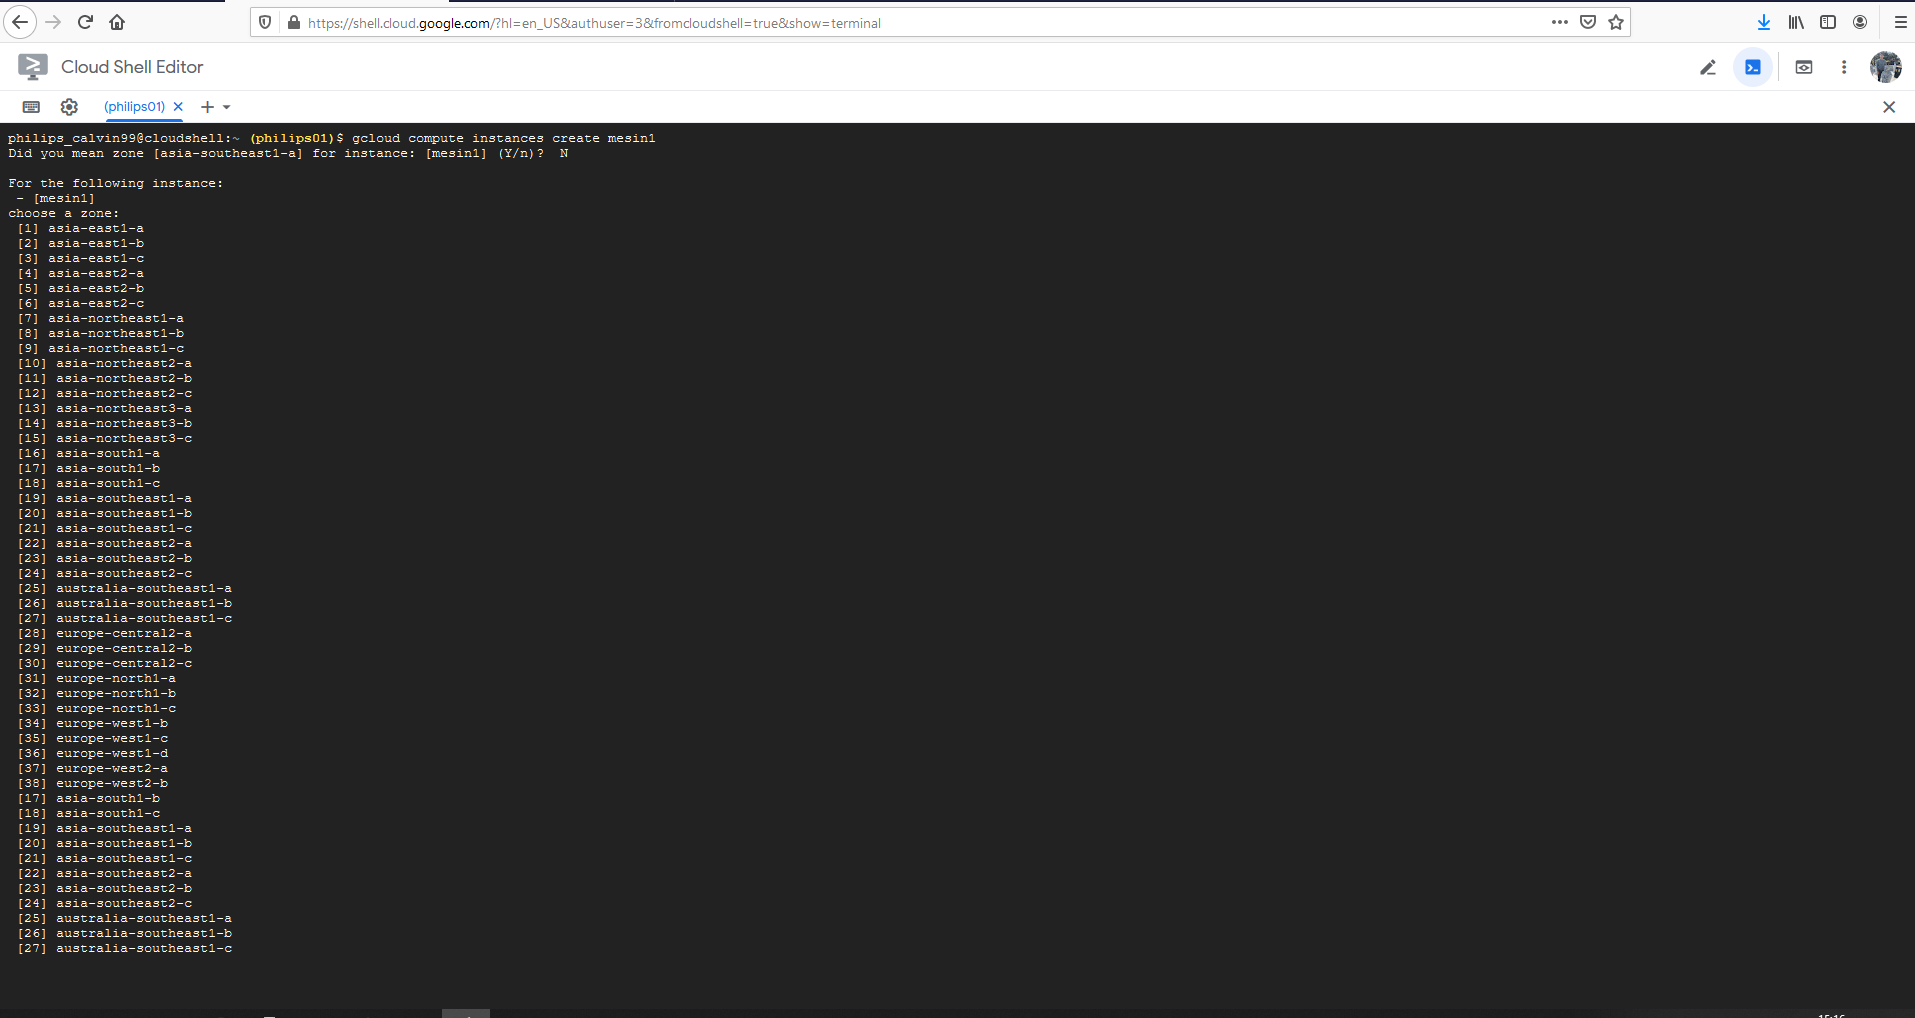 https://shell.cloud.google.com/?hl=en_US&authuser=3&fromcloudshell=true&show=terminal
Cloud Shell Editor
(philips01)
philips_calvin99@cloudshell:~ (philips01)$ gcloud compute instances create mesin1
Did you mean zone [asia-southeast1-a] for instance: [mesin1] (Y/n)?  N
For the following instance:
- [mesin1]
choose a zone:
[1] asia-east1-a
[2] asia-east1-b
[3] asia-east1-c
[4] asia-east2-a
[5] asia-east2-b
[6] asia-east2-c
[7] asia-northeast1-a
[8] asia-northeast1-b
[9] asia-northeast1-c
[10] asia-northeast2-a
[11] asia-northeast2-b
[12] asia-northeast2-c
[13] asia-northeast3-a
[14] asia-northeast3-b
[15] asia-northeast3-c
[16] asia-south1-a
[17] asia-south1-b
[18] asia-south1-c
[19] asia-southeast1-a
[20] asia-southeast1-b
[21] asia-southeast1-c
[22] asia-southeast2-a
[23] asia-southeast2-b
[24] asia-southeast2-c
[25] australia-southeast1-a
[26] australia-southeast1-b
[27] australia-southeast1-c
[28] europe-central2-a
[29] europe-central2-b
[30] europe-central2-c
[31] europe-north1-a
[32] europe-north1-b
[33] europe-north1-c
[34] europe-west1-b
[35] europe-west1-c
[36] europe-west1-d
[37] europe-west2-a
[38] europe-west2-b
[17] asia-south1-b
[18] asia-south1-c
[19] asia-southeast1-a
[20] asia-southeast1-b
[21] asia-southeast1-c
[22] asia-southeast2-a
[23] asia-southeast2-b
[24] asia-southeast2-c
[25] australia-southeast1-a
[26] australia-southeast1-b
[27] australia-southeast1-c